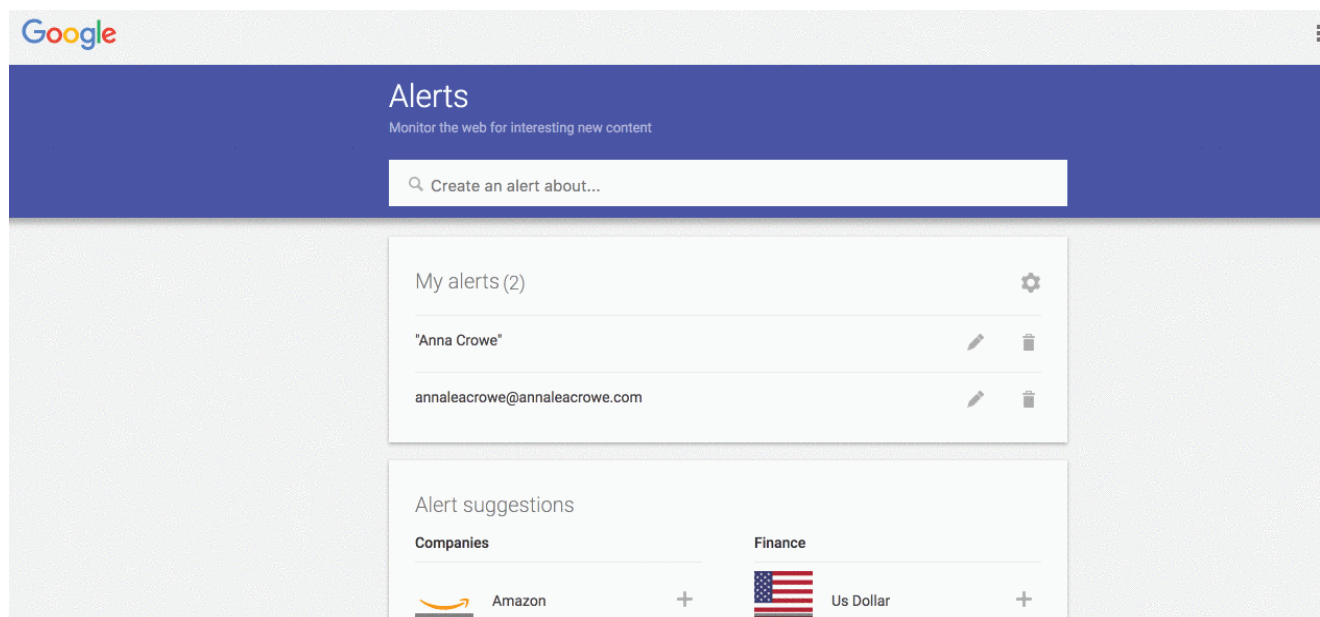 Google
Alerts
Monitor the web for interesting new content
Create an alert about...
My alerts (2)
"Anna Crowe"
annaleacrowe@annaleacrowe.com
Alert suggestions
Companies
Finance
Amazon
Us Dollar